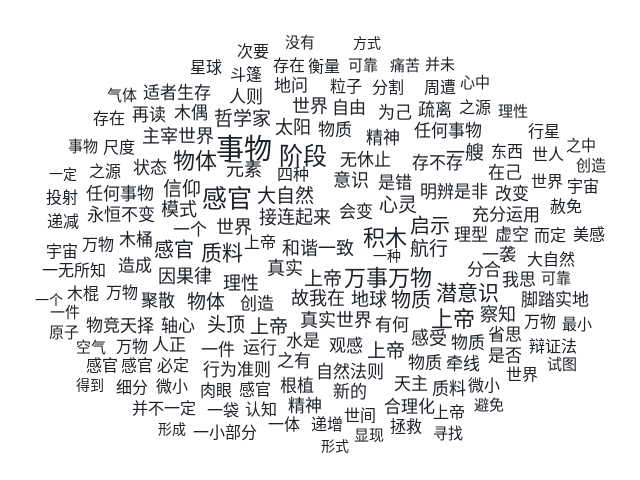 没有 方式
次要
星球 斗篷 存在 衡量 可靠 痛苦 并未
气体 适者生存 人则 地问 粒子 分割 周遭 心中
存在 再读 木偶 哲学家 世界 自由 为己 疏离 之源 理性
事物 尺度 主宰世界 事物 太阳 物质 精神 任何事物 行星
一定 之源 状态 物体 元素 阶段 四种 无休止 存不存 一艘 东西 世人 之中 创造
投射 任何事物 信仰 感官 大自然 意识 是错 明辨是非 在己 改变 世界 宇宙
递减 永恒不变 模式 一个 世界 接连起来 会变 心灵 启示 充分运用 赦免
宇宙 万物 木桶 感官 质料 上帝 和谐一致 积木 一种 航行 理型 虚空 而定 美感
一无所知 造成 因果律 理性 真实 上帝 万事万物 一袭 分合 大自然
一个 木棍 万物 聚散 物体 创造 故我在 地球 物质 潜意识 我思 可靠
一件 脚踏实地
原子 物竞天择 轴心 头顶 上帝 真实世界 有何 上帝 察知 万物 最小
空气 万物 人正 一件 运行 水是 观感 上帝 感受 物质 省思 是否 辩证法
感官 感官 必定 行为准则 之有 自然法则 物质 牵线 世界 试图
得到 细分 微小 肉眼 感官 根植 新的 天主 质料 微小
并不一定 一袋 认知 精神 世间 合理化 上帝 避免
形成 一小部分 一体 递增 显现 拯救 寻找
形式